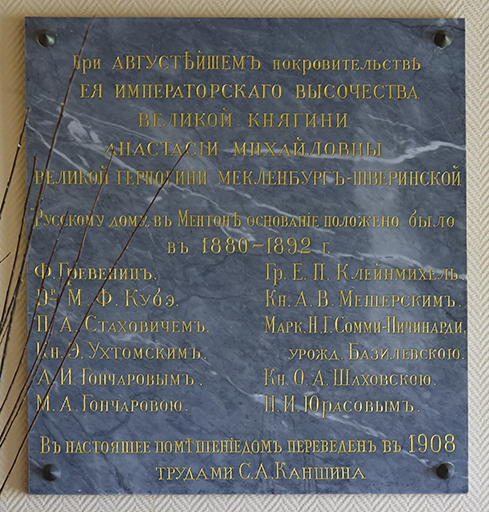 При АВГУСТѢЙШЕМЪ покровительствѣ
ЕЯ ИМПЕРАТОРСКАГО ВЫСОЧЕСТВА
ВЕЛИКОЙ КНЯГИНИ
АНАСТАСІИ МИХАЙЛОВНЫ
ВЕЛИКОЙ ГЕРЦОГИНИ МЕКЛЕНБУРГЪ-ШВЕРИНСКОЙ
Русскому дому въ Ментонѣ основаніе положено было
въ 1880-1892 г.
Ф. Гревеницъ.
Dr. М. Ф. Кубэ.
П. А. Стаховичемъ.
Кн. Э. Ухтомскимъ.
А. И. Гончаровымъ.
М. А. Гончаровою.
Гр. Е. П. Клейнмихель
Кн. А. В. Мещерскимъ.
Марк. Н. Г. Сомми-Пичинарди,
урожд. Базилевскою.
Кн. О. А. Шаховскою.
Н. И. Юрасовымъ.
Въ настоящее помѣщеніе домъ переведенъ въ 1908
трудами С. А. Каншина